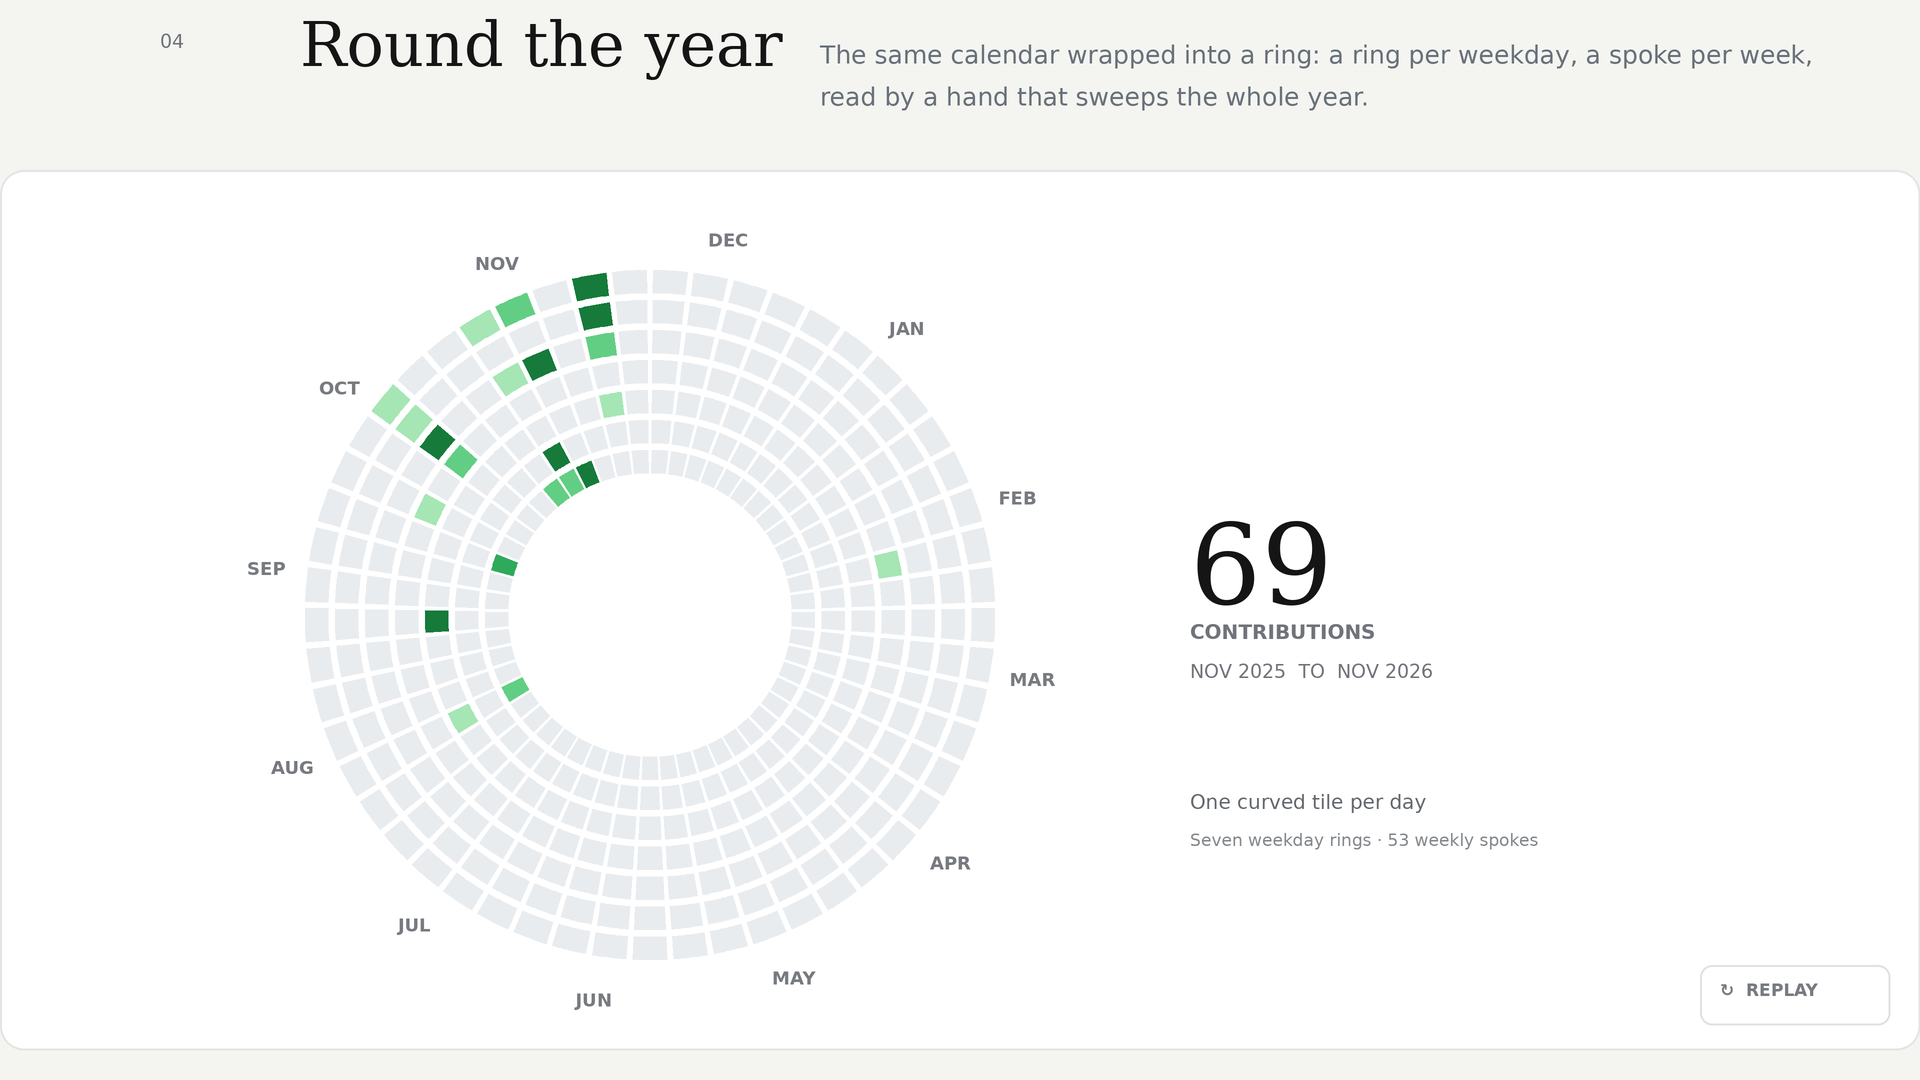 04
Round the year
The same calendar wrapped into a ring: a ring per weekday, a spoke per week,
read by a hand that sweeps the whole year.
DEC
NOV
JAN
OCT
FEB
SEP
MAR
AUG
APR
JUL
MAY
JUN
69
CONTRIBUTIONS
NOV 2025 TO NOV 2026
One curved tile per day
Seven weekday rings · 53 weekly spokes
↻ REPLAY